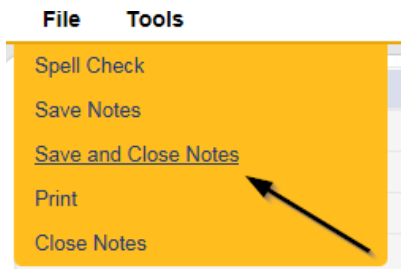 File Tools
Spell Check
Save Notes
Save and Close Notes
Print
Close Notes